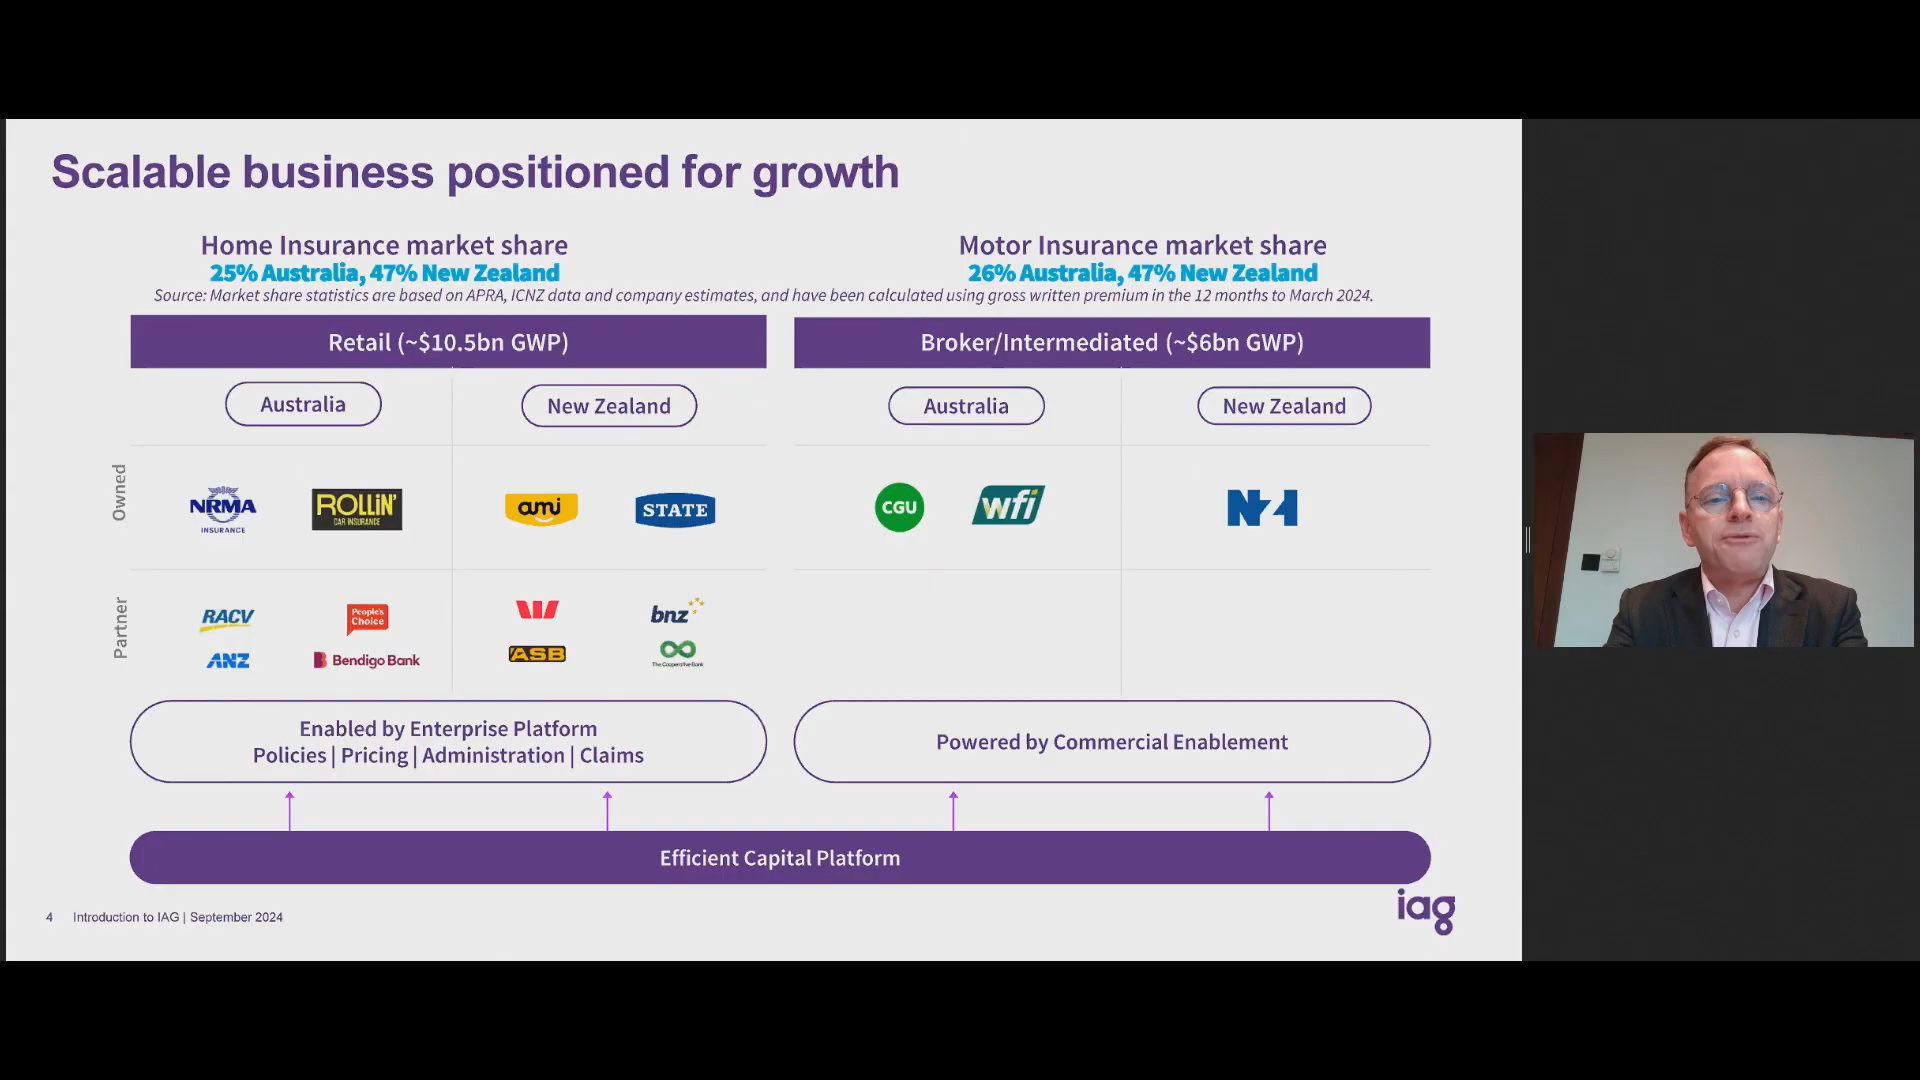 Scalable business positioned for growth
Home Insurance market share
25% Australia, 47% New Zealand
Motor Insurance market share
26% Australia, 47% New Zealand
Source: Market share statistics are based on APRA, ICNZ data and company estimates, and have been calculated using gross written premium in the 12 months to March 2024.
Retail (~$10.5bn GWP)
Broker/Intermediated (~$6bn GWP)
Australia
New Zealand
Australia
New Zealand
Owned
NRMA
INSURANCE
ROLLiN'
CAR INSURANCE
ami
STATE
CGU
wfi
NZI
Partner
RACV
People's
Choice
bnz
ANZ
Bendigo Bank
ASB
The Cooperative Bank
Enabled by Enterprise Platform
Policies | Pricing | Administration | Claims
Powered by Commercial Enablement
Efficient Capital Platform
4 Introduction to IAG | September 2024
iag